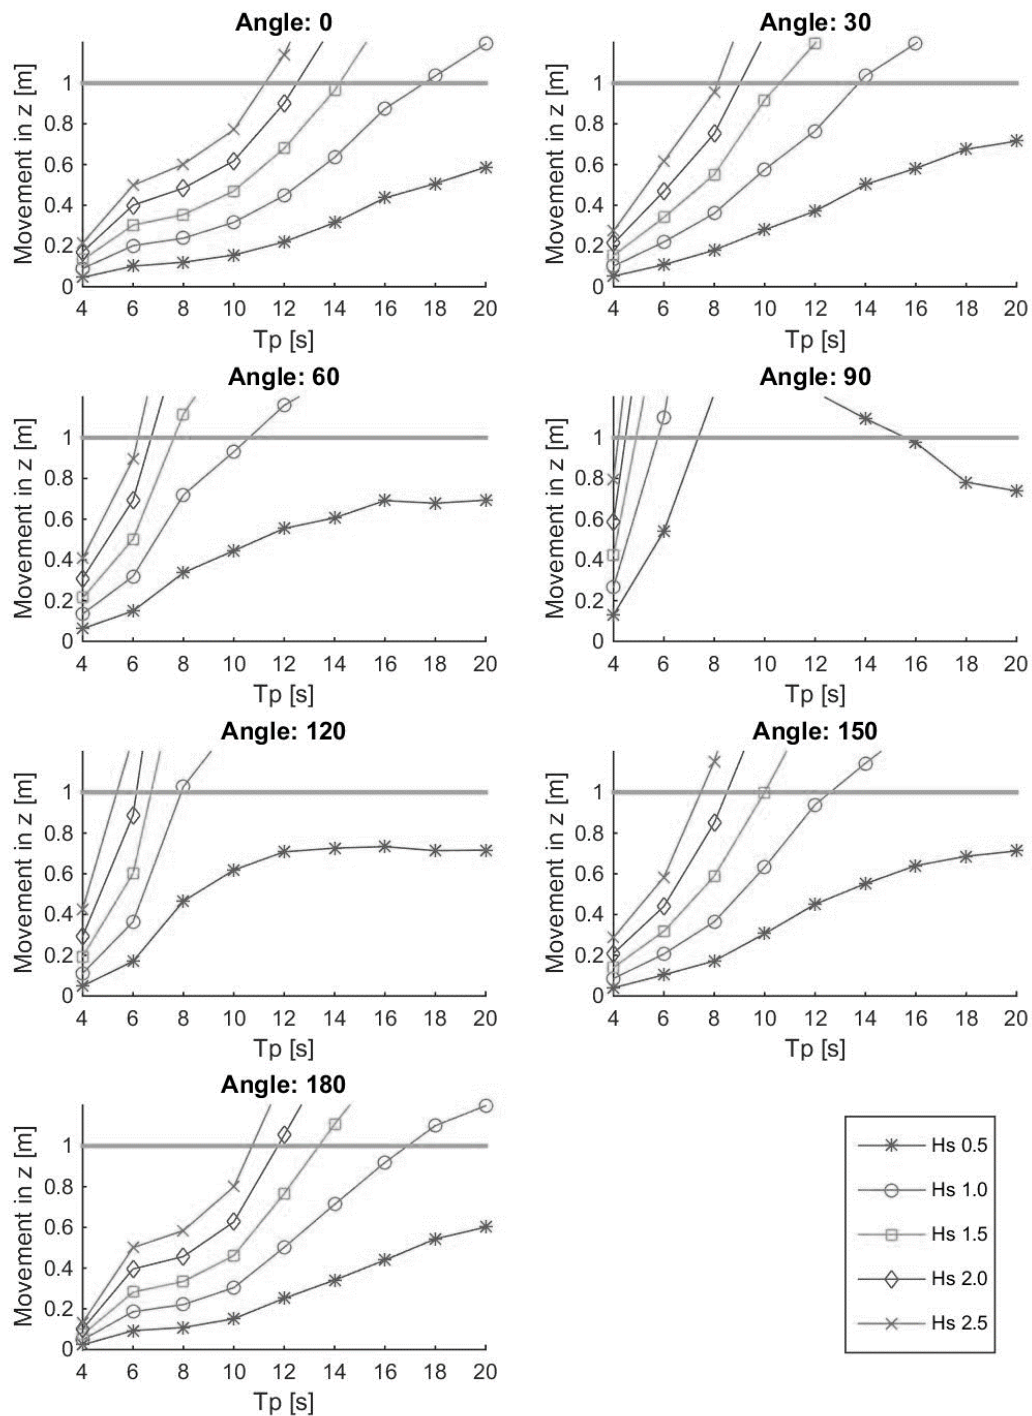 Angle: 0
Movement in z [m]
1
0.8
0.6
0.4
0.2
0
4 6 8 10 12 14 16 18 20
Tp [s]
Angle: 30
Movement in z [m]
1
0.8
0.6
0.4
0.2
0
4 6 8 10 12 14 16 18 20
Tp [s]
Angle: 60
Movement in z [m]
1
0.8
0.6
0.4
0.2
0
4 6 8 10 12 14 16 18 20
Tp [s]
Angle: 90
Movement in z [m]
1
0.8
0.6
0.4
0.2
0
4 6 8 10 12 14 16 18 20
Tp [s]
Angle: 120
Movement in z [m]
1
0.8
0.6
0.4
0.2
0
4 6 8 10 12 14 16 18 20
Tp [s]
Angle: 150
Movement in z [m]
1
0.8
0.6
0.4
0.2
0
4 6 8 10 12 14 16 18 20
Tp [s]
Angle: 180
Movement in z [m]
1
0.8
0.6
0.4
0.2
0
4 6 8 10 12 14 16 18 20
Tp [s]
Hs 0.5
Hs 1.0
Hs 1.5
Hs 2.0
Hs 2.5